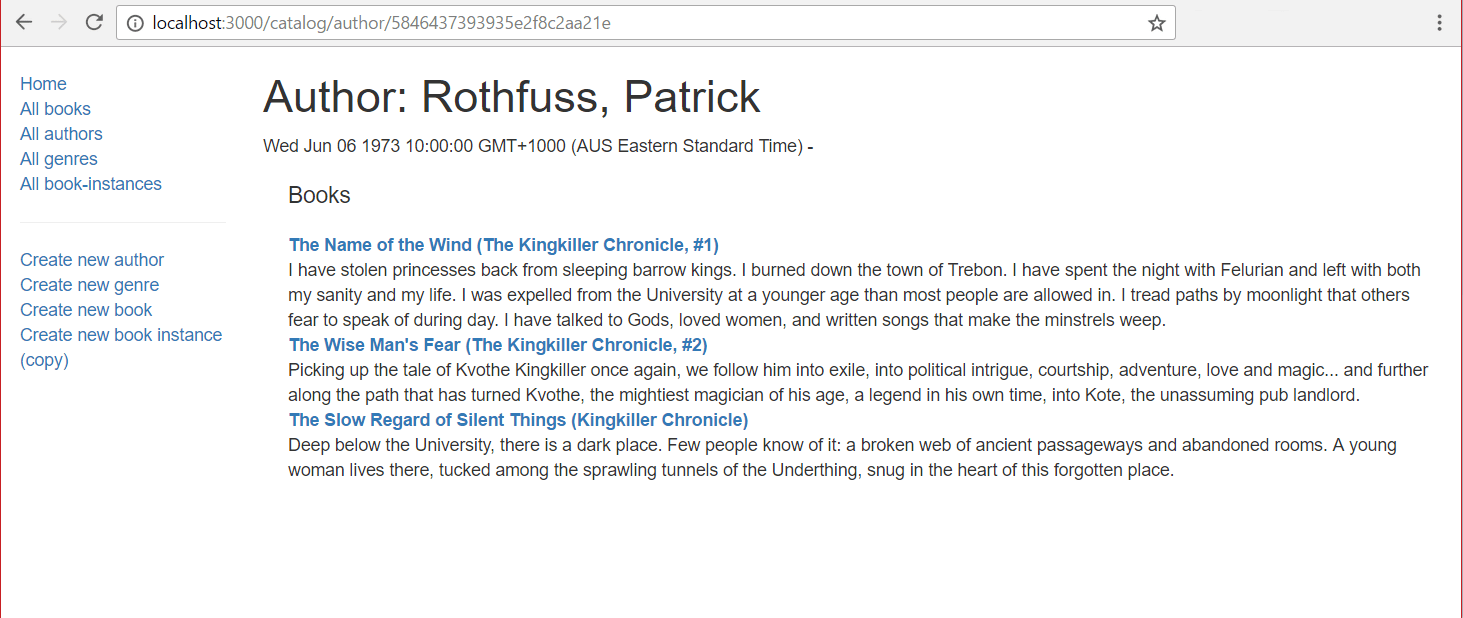 localhost:3000/catalog/author/5846437393935e2f8c2aa21e
Home
All books
All authors
All genres
All book-instances
Create new author
Create new genre
Create new book
Create new book instance
(copy)
Author: Rothfuss, Patrick
Wed Jun 06 1973 10:00:00 GMT+1000 (AUS Eastern Standard Time) -
Books
The Name of the Wind (The Kingkiller Chronicle, #1)
I have stolen princesses back from sleeping barrow kings. I burned down the town of Trebon. I have spent the night with Felurian and left with both
my sanity and my life. I was expelled from the University at a younger age than most people are allowed in. I tread paths by moonlight that others
fear to speak of during day. I have talked to Gods, loved women, and written songs that make the minstrels weep.
The Wise Man's Fear (The Kingkiller Chronicle, #2)
Picking up the tale of Kvothe Kingkiller once again, we follow him into exile, into political intrigue, courtship, adventure, love and magic... and further
along the path that has turned Kvothe, the mightiest magician of his age, a legend in his own time, into Kote, the unassuming pub landlord.
The Slow Regard of Silent Things (Kingkiller Chronicle)
Deep below the University, there is a dark place. Few people know of it: a broken web of ancient passageways and abandoned rooms. A young
woman lives there, tucked among the sprawling tunnels of the Underthing, snug in the heart of this forgotten place.